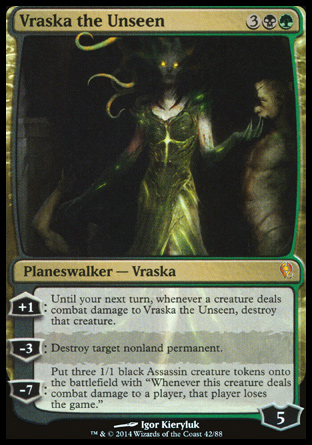 Vraska the Unseen 3
Planeswalker — Vraska
+1: Until your next turn, whenever a creature deals
combat damage to Vraska the Unseen, destroy
that creature.
-3: Destroy target nonland permanent.
-7: Put three 1/1 black Assassin creature tokens onto
the battlefield with “Whenever this creature deals
combat damage to a player, that player loses
the game.”
5
Igor Kieryluk
™ & © 2014 Wizards of the Coast 42/88